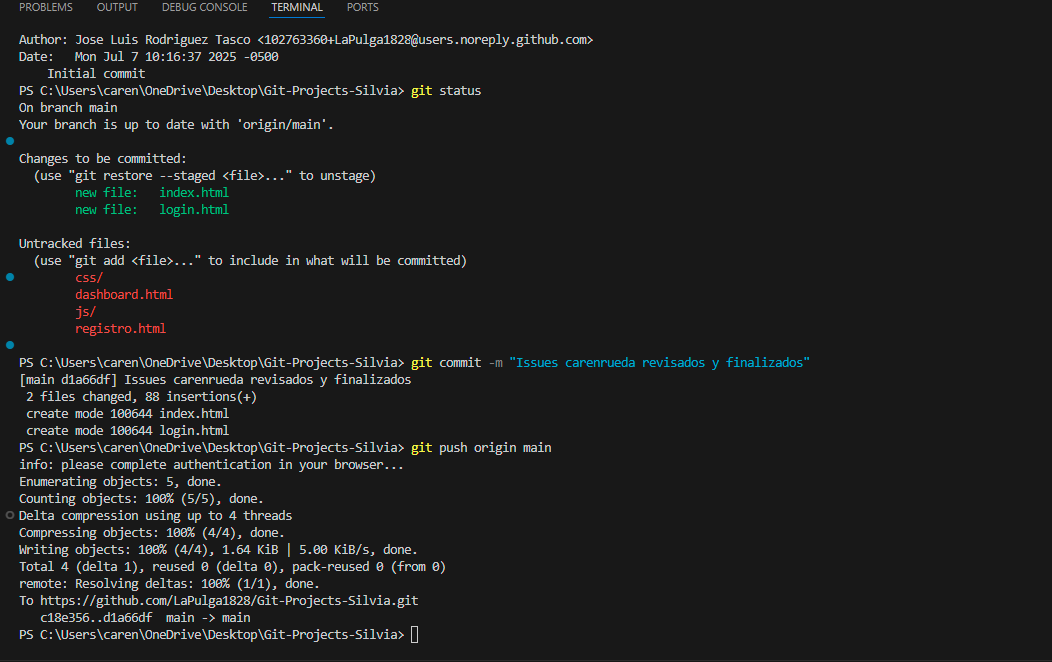 PROBLEMS OUTPUT DEBUG CONSOLE TERMINAL PORTS
Author: Jose Luis Rodriguez Tasco <102763360+LaPulga1828@users.noreply.github.com>
Date:   Mon Jul 7 10:16:37 2025 -0500
    Initial commit
PS C:\Users\caren\OneDrive\Desktop\Git-Projects-Silvia> git status
On branch main
Your branch is up to date with 'origin/main'.
Changes to be committed:
  (use "git restore --staged <file>..." to unstage)
        new file:   index.html
        new file:   login.html
Untracked files:
  (use "git add <file>..." to include in what will be committed)
        css/
        dashboard.html
        js/
        registro.html
PS C:\Users\caren\OneDrive\Desktop\Git-Projects-Silvia> git commit -m "Issues carenrueda revisados y finalizados"
[main d1a66df] Issues carenrueda revisados y finalizados
 2 files changed, 88 insertions(+)
 create mode 100644 index.html
 create mode 100644 login.html
PS C:\Users\caren\OneDrive\Desktop\Git-Projects-Silvia> git push origin main
info: please complete authentication in your browser...
Enumerating objects: 5, done.
Counting objects: 100% (5/5), done.
Delta compression using up to 4 threads
Compressing objects: 100% (4/4), done.
Writing objects: 100% (4/4), 1.64 KiB | 5.00 KiB/s, done.
Total 4 (delta 1), reused 0 (delta 0), pack-reused 0 (from 0)
remote: Resolving deltas: 100% (1/1), done.
To https://github.com/LaPulga1828/Git-Projects-Silvia.git
   c18e356..d1a66df  main -> main
PS C:\Users\caren\OneDrive\Desktop\Git-Projects-Silvia>